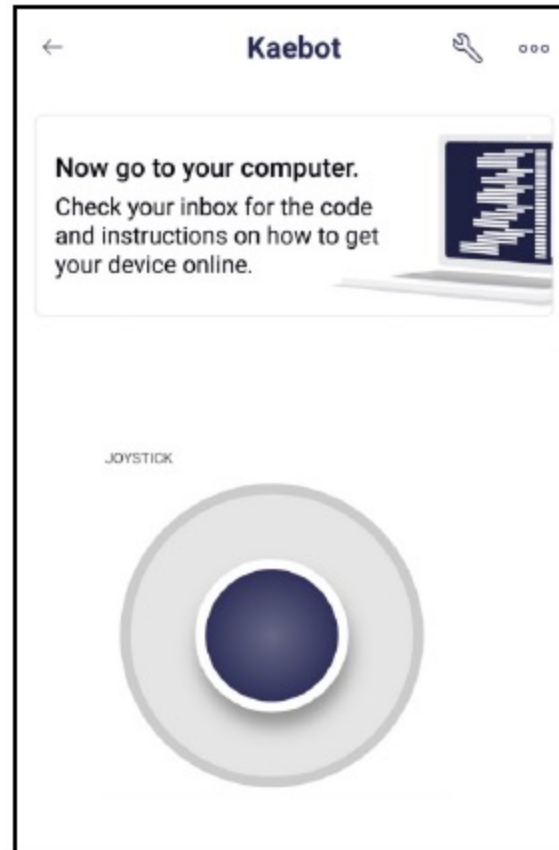 Kaebot
Now go to your computer.
Check your inbox for the code
and instructions on how to get
your device online.
JOYSTICK